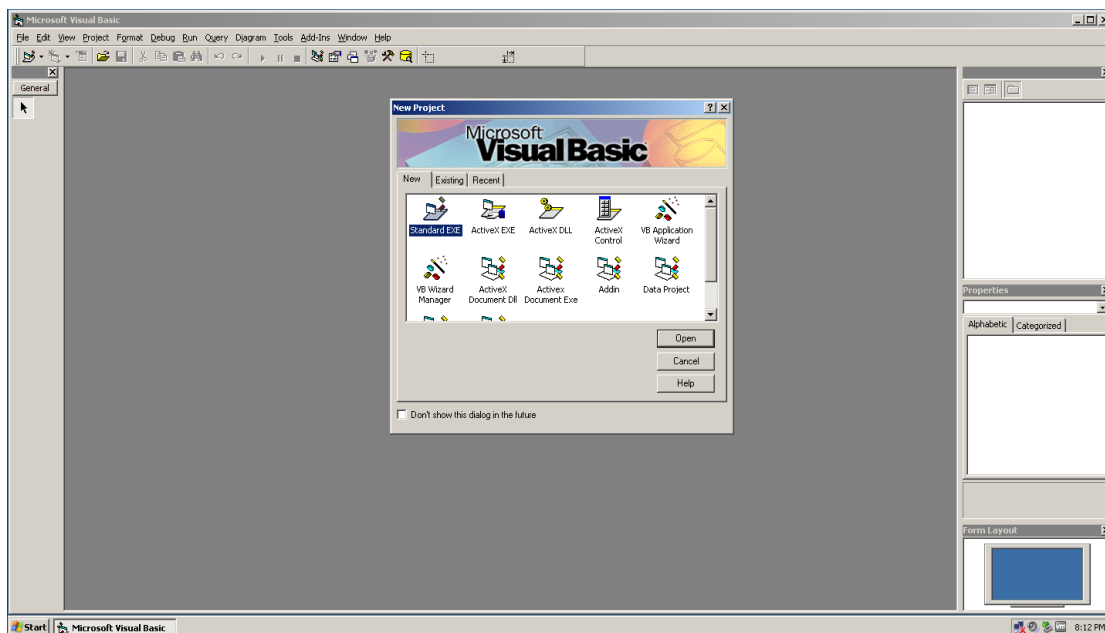 Microsoft Visual Basic
File Edit View Project Format Debug Run Query Diagram Tools Add-Ins Window Help
General
New Project
Microsoft
Visual Basic
New Existing Recent
Standard EXE ActiveX EXE ActiveX DLL ActiveX Control VB Application Wizard
VB Wizard Manager ActiveX Document Dll Activex Document Exe Addin Data Project
Open
Cancel
Help
Don't show this dialog in the future
Properties
Alphabetic Categorized
Form Layout
Start Microsoft Visual Basic 8:12 PM